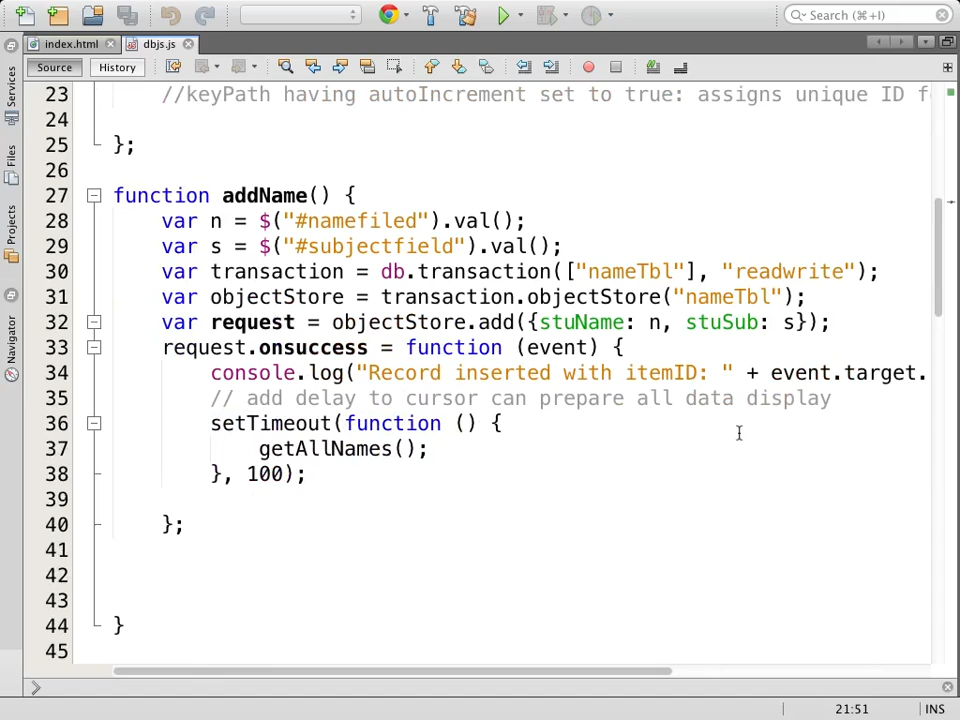 Search (⌘+I)
index.html
dbjs.js
Source
History
Services
Files
Projects
Navigator
23 //keyPath having autoIncrement set to true: assigns unique ID f
24
25 };
26
27 function addName() {
28 var n = $("#namefiled").val();
29 var s = $("#subjectfield").val();
30 var transaction = db.transaction(["nameTbl"], "readwrite");
31 var objectStore = transaction.objectStore("nameTbl");
32 var request = objectStore.add({stuName: n, stuSub: s});
33 request.onsuccess = function (event) {
34 console.log("Record inserted with itemID: " + event.target.
35 // add delay to cursor can prepare all data display
36 setTimeout(function () {
37 getAllNames();
38 }, 100);
39
40 };
41
42
43
44 }
45
21:51
INS